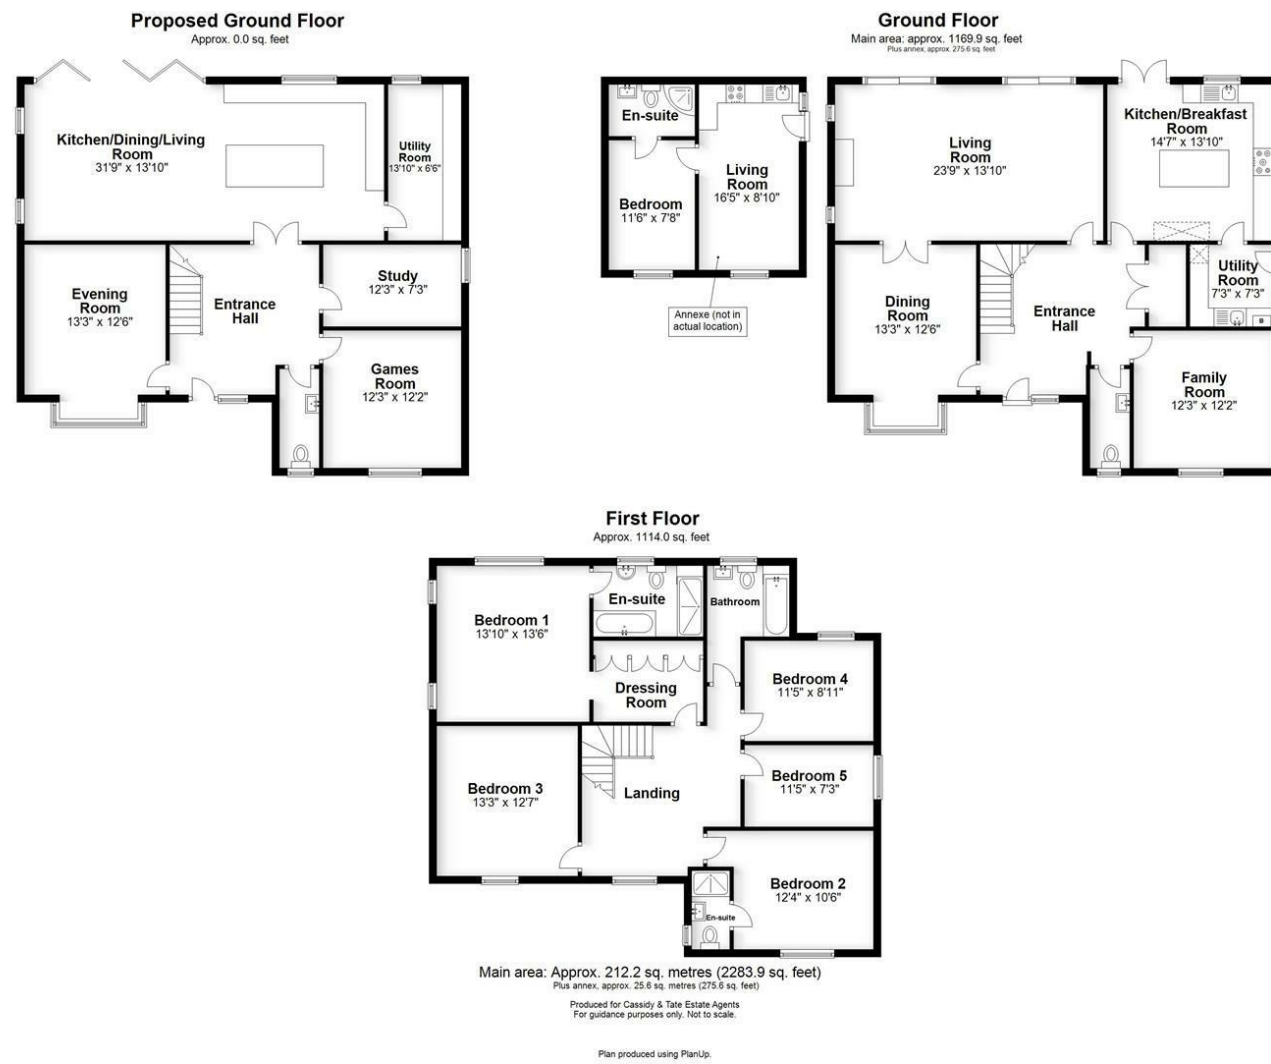 Proposed Ground Floor
Approx. 0.0 sq. feet
Kitchen/Dining/Living
Room
31'9" x 13'10"
Utility
Room
13'10" x 6'6"
Evening
Room
13'3" x 12'6"
Entrance
Hall
Study
12'3" x 7'3"
Games
Room
12'3" x 12'2"
Ground Floor
Main area: approx. 1169.9 sq. feet
Plus annex, approx. 275.6 sq. feet
En-suite
Bedroom
11'6" x 7'8"
Living
Room
16'5" x 8'10"
Annexe (not in
actual location)
Living
Room
23'9" x 13'10"
Kitchen/Breakfast
Room
14'7" x 13'10"
Dining
Room
13'3" x 12'6"
Entrance
Hall
Utility
Room
7'3" x 7'3"
Family
Room
12'3" x 12'2"
First Floor
Approx. 1114.0 sq. feet
Bedroom 1
13'10" x 13'6"
En-suite
Bathroom
Dressing
Room
Bedroom 4
11'5" x 8'11"
Bedroom 3
13'3" x 12'7"
Landing
Bedroom 5
11'5" x 7'3"
Bedroom 2
12'4" x 10'6"
En-suite
Main area: Approx. 212.2 sq. metres (2283.9 sq. feet)
Plus annex, approx. 25.6 sq. metres (275.6 sq. feet)
Produced for Cassidy & Tate Estate Agents
For guidance purposes only. Not to scale.
Plan produced using PlanUp.